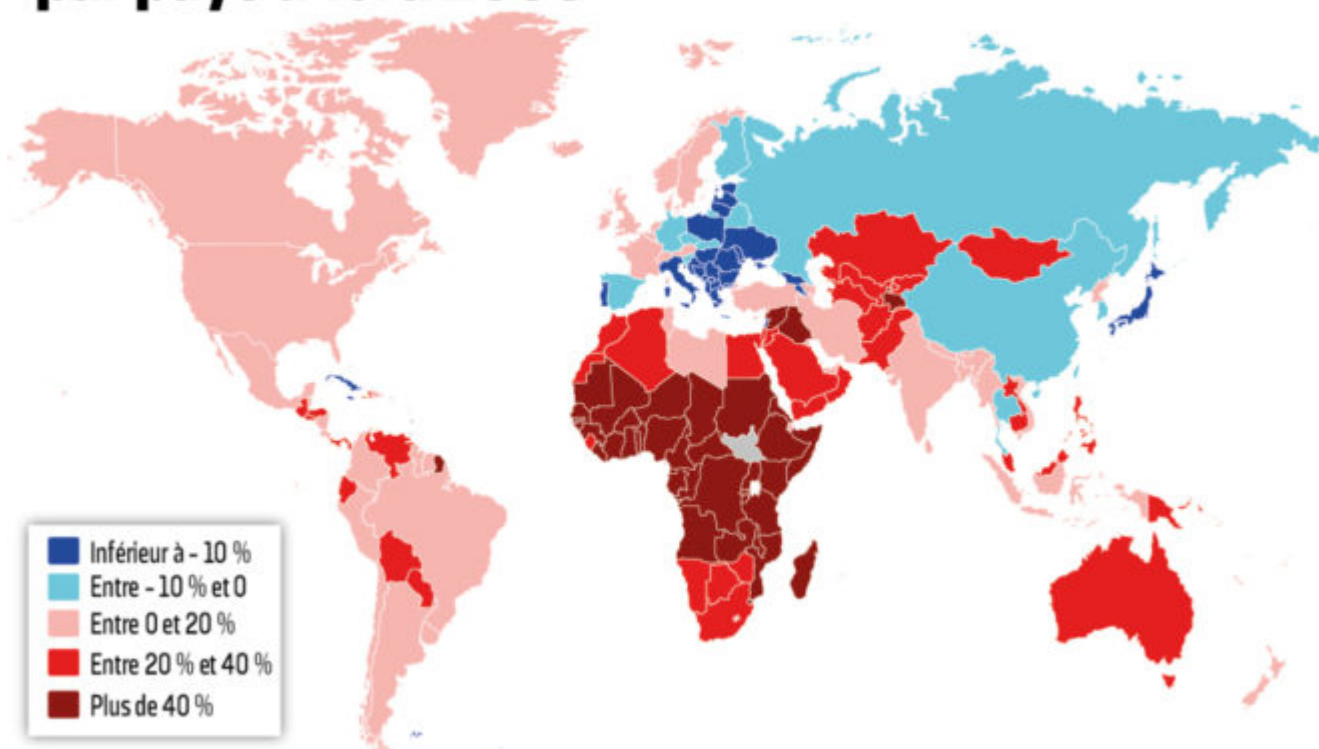 Inférieur à - 10 %
Entre - 10 % et 0
Entre 0 et 20 %
Entre 20 % et 40 %
Plus de 40 %